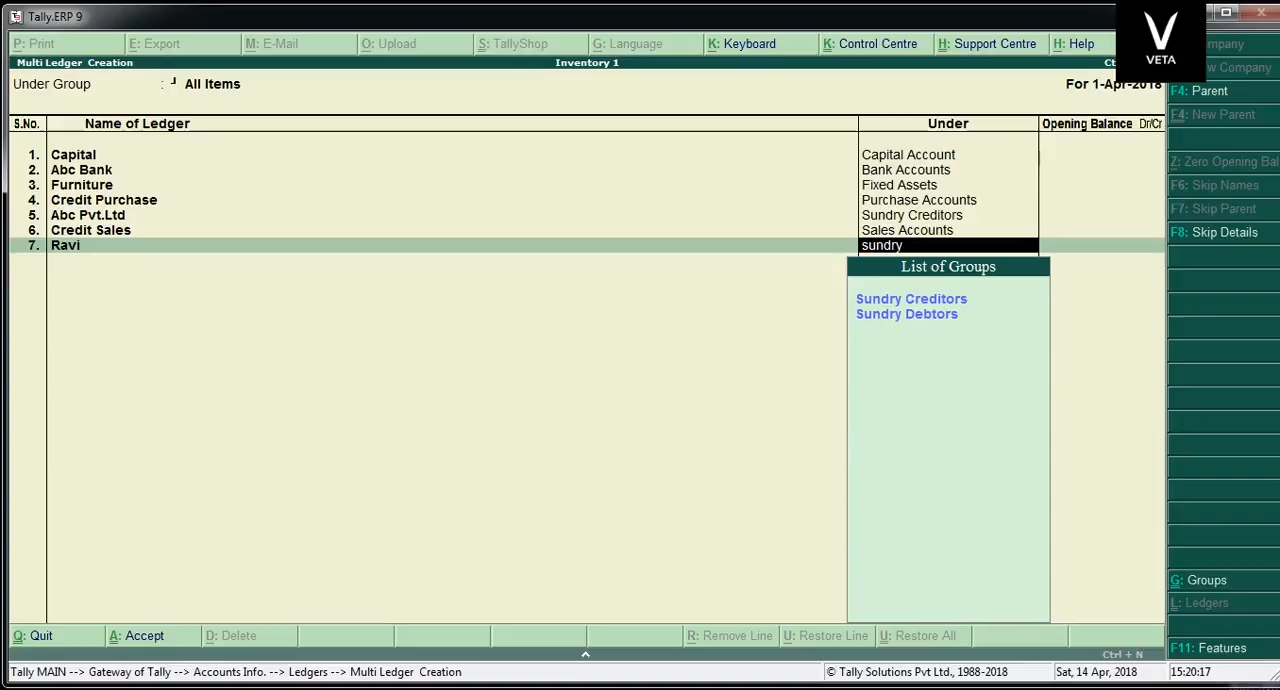 Tally.ERP 9
P: Print E: Export M: E-Mail O: Upload S: TallyShop G: Language K: Keyboard K: Control Centre H: Support Centre H: Help
VETA
Multi Ledger Creation Inventory 1
Under Group : All Items For 1-Apr-2018
S.No. Name of Ledger Under Opening Balance Dr/Cr
1. Capital Capital Account
2. Abc Bank Bank Accounts
3. Furniture Fixed Assets
4. Credit Purchase Purchase Accounts
5. Abc Pvt.Ltd Sundry Creditors
6. Credit Sales Sales Accounts
7. Ravi sundry
List of Groups
Sundry Creditors
Sundry Debtors
Company
F4: Parent
F4: New Parent
Z: Zero Opening Bal
F6: Skip Names
F7: Skip Parent
F8: Skip Details
G: Groups
L: Ledgers
F11: Features
Q: Quit A: Accept D: Delete R: Remove Line U: Restore Line U: Restore All
Ctrl + N
Tally MAIN --> Gateway of Tally --> Accounts Info. --> Ledgers --> Multi Ledger Creation © Tally Solutions Pvt Ltd., 1988-2018 Sat, 14 Apr, 2018 15:20:17